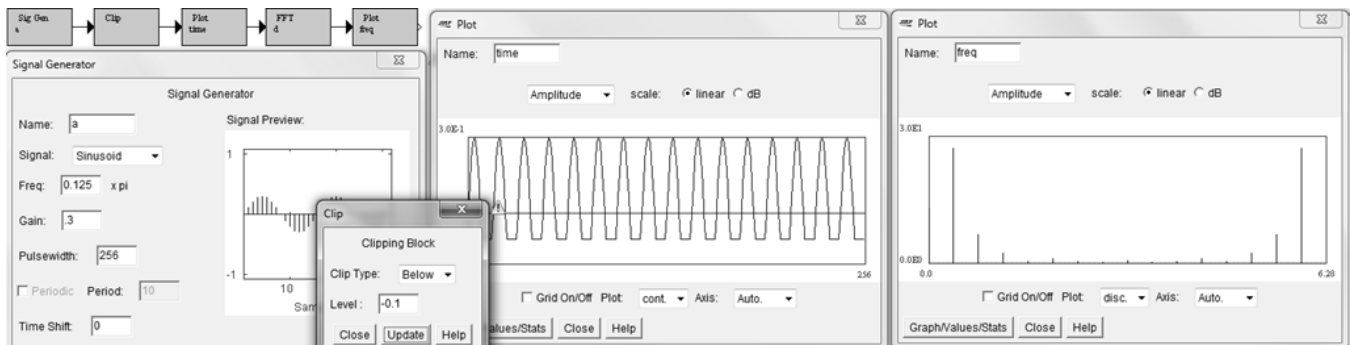 Sig Gen
a
Clip
Plot
time
FFT
d
Plot
freq
Signal Generator
Signal Generator
Name: a
Signal: Sinusoid
Freq: 0.125 x pi
Gain: .3
Pulsewidth: 256
Periodic Period: 10
Time Shift: 0
Signal Preview:
1
-1
10
Clip
Clipping Block
Clip Type: Below
Level: -0.1
Close Update Help
Plot
Name: time
Amplitude scale: linear dB
3.0E-1
256
Grid On/Off Plot: cont. Axis: Auto.
alues/Stats Close Help
Plot
Name: freq
Amplitude scale: linear dB
3.0E1
0.0E0
0.0 6.28
Grid On/Off Plot: disc. Axis: Auto.
Graph/Values/Stats Close Help